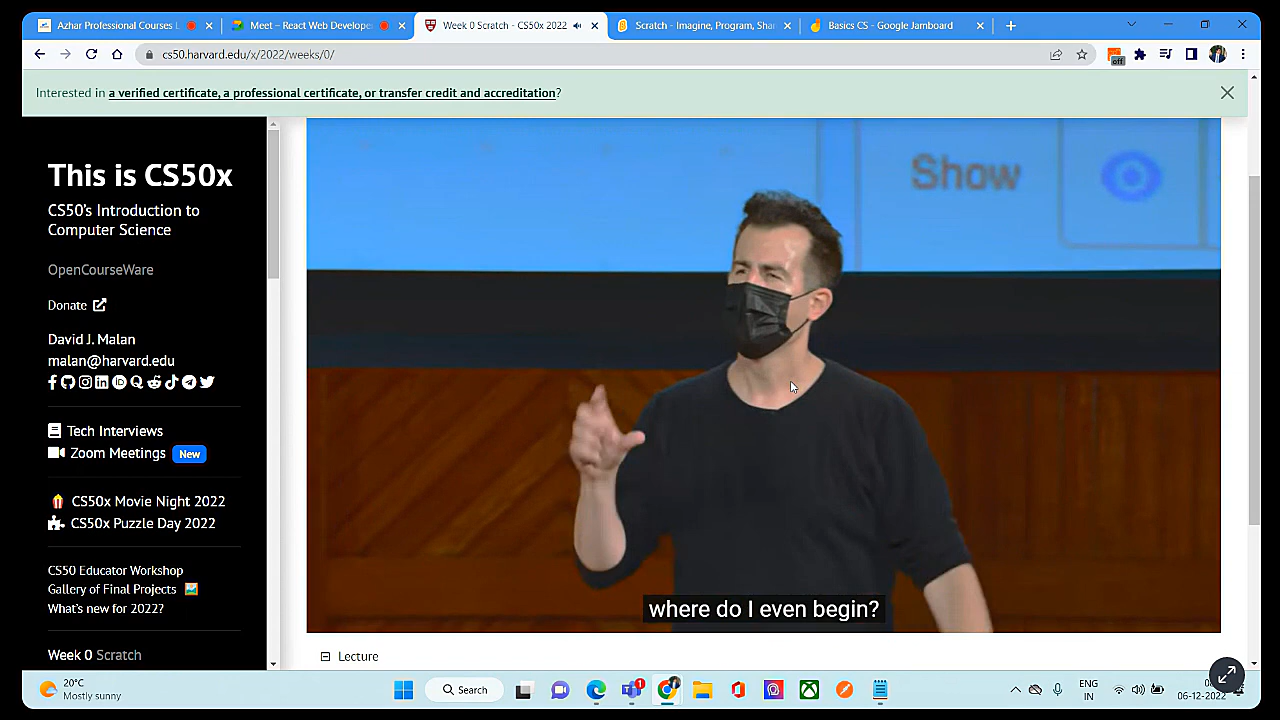 Azhar Professional Courses L
Meet – React Web Develope
Week 0 Scratch - CS50x 2022
Scratch - Imagine, Program, Sha
Basics CS - Google Jamboard
cs50.harvard.edu/x/2022/weeks/0/
off
Interested in a verified certificate, a professional certificate, or transfer credit and accreditation?
This is CS50x
CS50's Introduction to
Computer Science
OpenCourseWare
Donate
David J. Malan
malan@harvard.edu
Tech Interviews
Zoom Meetings New
CS50x Movie Night 2022
CS50x Puzzle Day 2022
CS50 Educator Workshop
Gallery of Final Projects
What's new for 2022?
Week 0 Scratch
Show
where do I even begin?
Lecture
20°C
Mostly sunny
Search
1
ENG
IN
06-12-2022